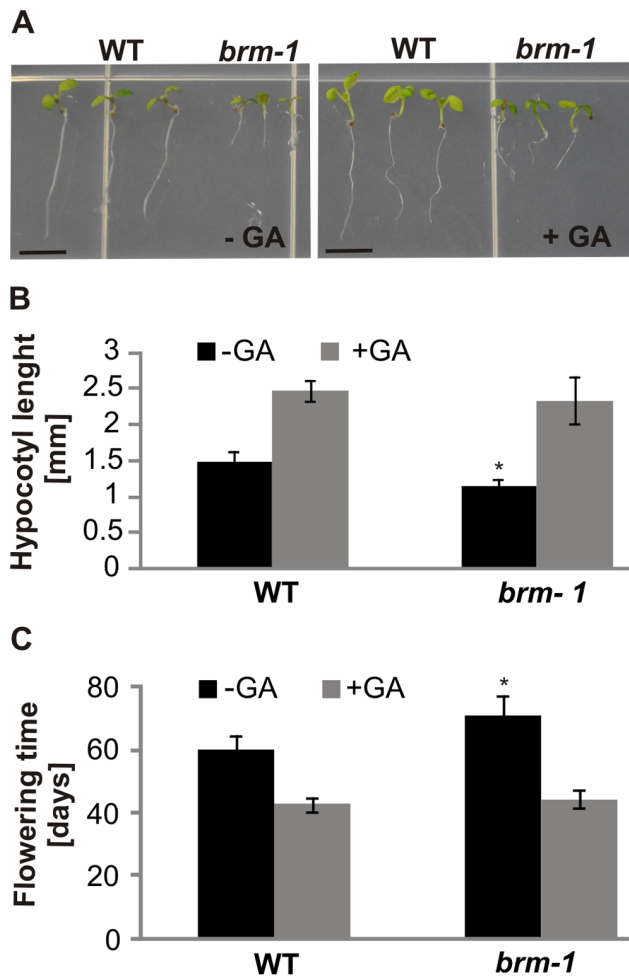 A
WT brm-1 WT brm-1
- GA + GA
B
-GA +GA
Hypocotyl lenght
[mm]
3
2.5
2
1.5
1
0.5
0
*
WT brm- 1
C
-GA +GA
Flowering time
[days]
80
60
40
20
0
*
WT brm-1